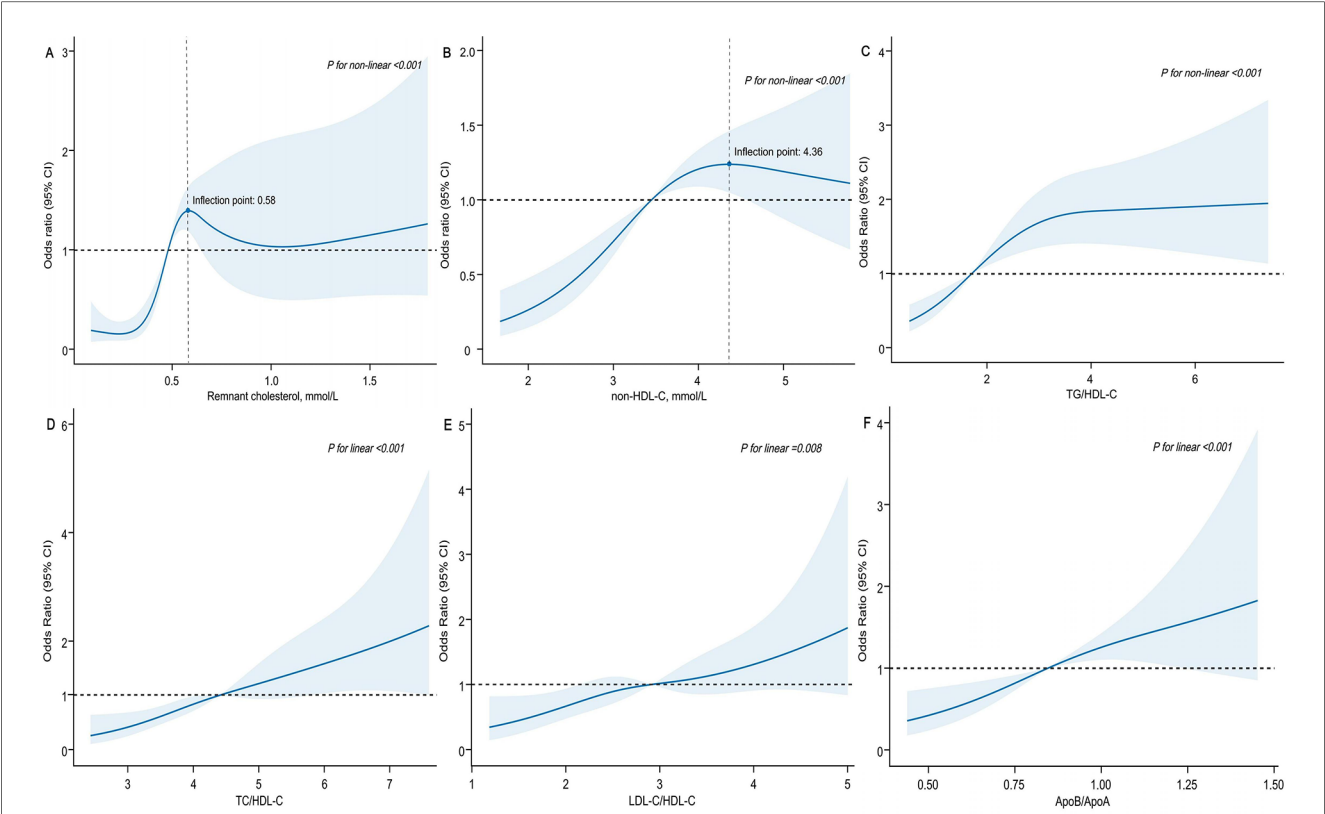 A
3
2
1
0
Odds ratio (95% CI)
P for non-linear <0.001
Inflection point: 0.58
0.5
1.0
1.5
Remnant cholesterol, mmol/L
B
2.0
1.5
1.0
0.5
0
Odds ratio (95% CI)
P for non-linear <0.001
Inflection point: 4.36
2
3
4
5
non-HDL-C, mmol/L
C
4
3
2
1
0
Odds Ratio (95% CI)
P for non-linear <0.001
2
4
6
TG/HDL-C
D
6
4
2
1
0
Odds Ratio (95% CI)
P for linear <0.001
3
4
5
6
7
TC/HDL-C
E
5
4
3
2
1
0
Odds Ratio (95% CI)
P for linear =0.008
1
2
3
4
5
LDL-C/HDL-C
F
4
3
2
1
0
Odds Ratio (95% CI)
P for linear <0.001
0.50
0.75
1.00
1.25
1.50
ApoB/ApoA